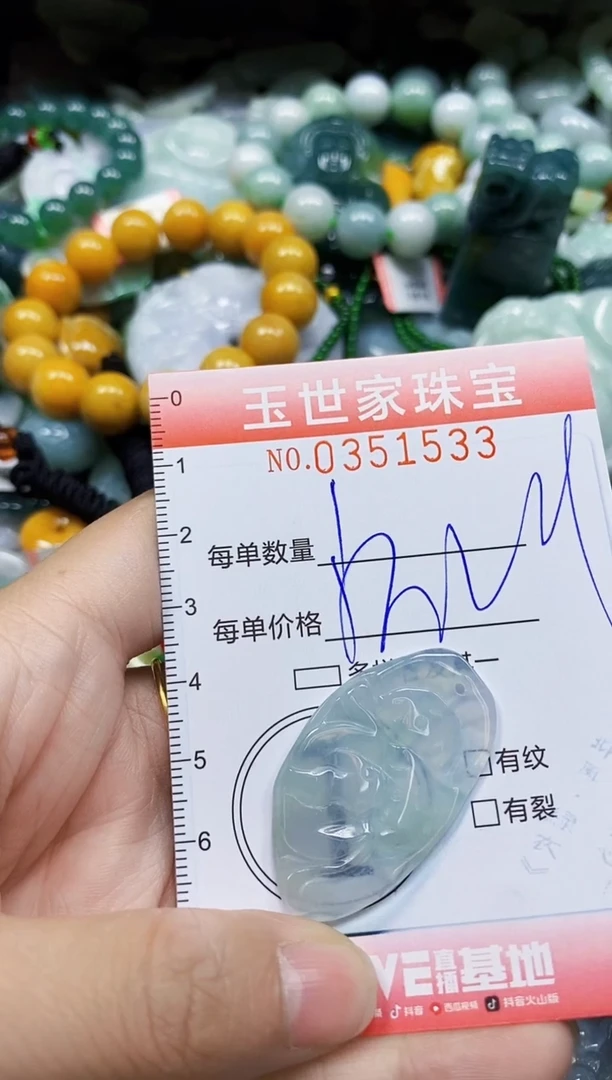 0
玉世家珠宝
NO.0351533
1
2
每单数量
3
每单价格
4
5
有纹
有裂
6
VE直播基地
抖音 西瓜视频 抖音火山版